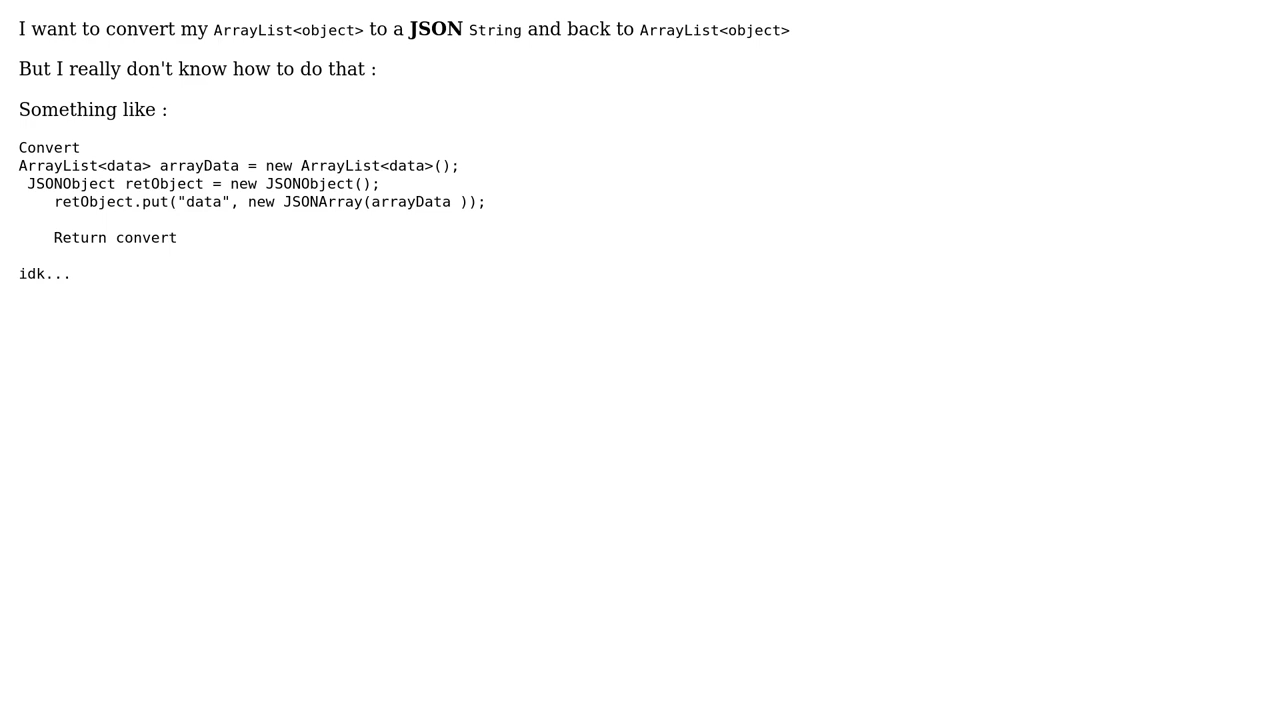 I want to convert my ArrayList<object> to a JSON String and back to ArrayList<object>
But I really don't know how to do that :
Something like :
Convert
ArrayList<data> arrayData = new ArrayList<data>();
 JSONObject retObject = new JSONObject();
    retObject.put("data", new JSONArray(arrayData ));
    Return convert
idk...